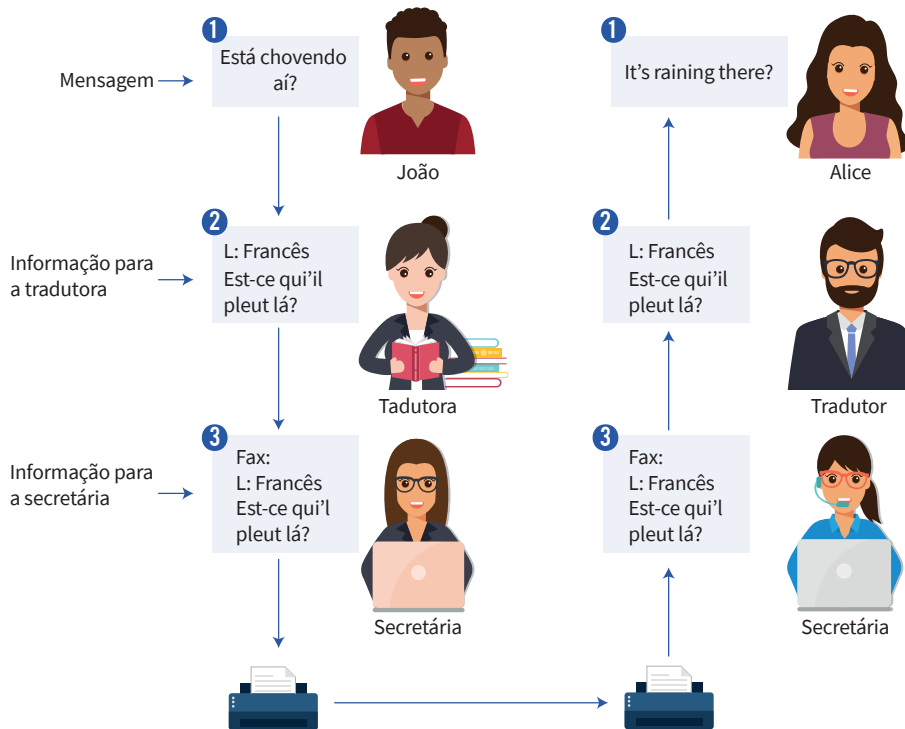 1
Está chovendo
aí?
Mensagem
João
1
It's raining there?
Alice
2
L: Francês
Est-ce qui'il
pleut lá?
Informação para
a tradutora
Tadutora
2
L: Francês
Est-ce qui'il
pleut lá?
Tradutor
3
Fax:
L: Francês
Est-ce qui'l
pleut lá?
Informação para
a secretária
Secretária
3
Fax:
L: Francês
Est-ce qui'l
pleut lá?
Secretária